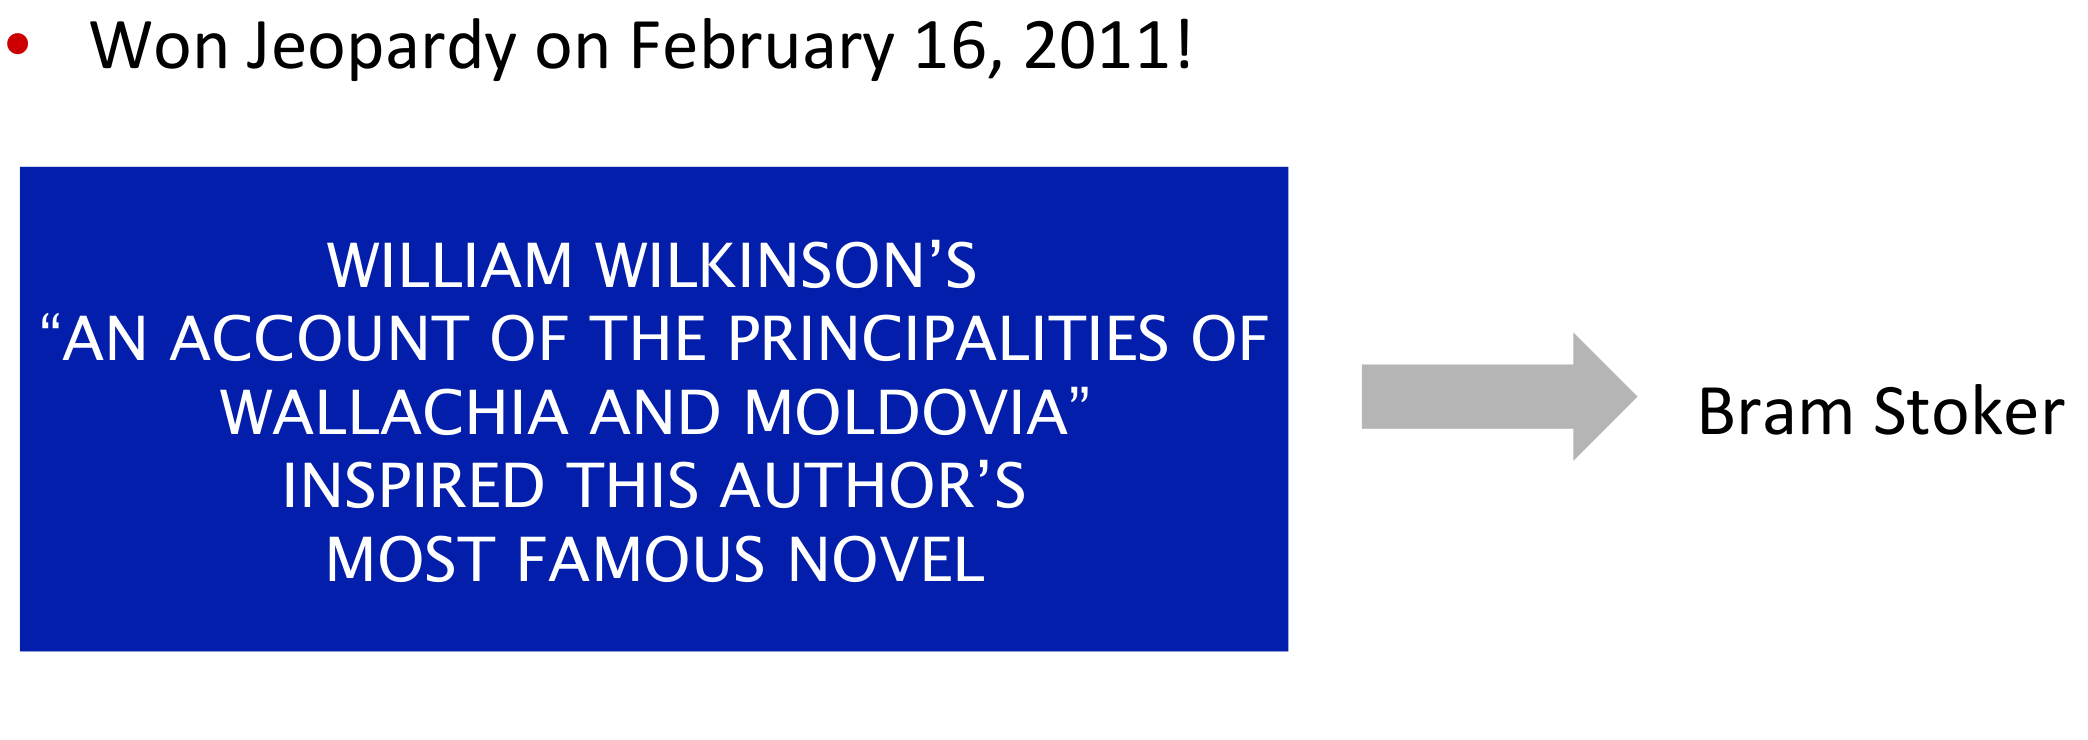 • Won Jeopardy on February 16, 2011!
WILLIAM WILKINSON’S
“AN ACCOUNT OF THE PRINCIPALITIES OF
WALLACHIA AND MOLDOVIA”
INSPIRED THIS AUTHOR’S
MOST FAMOUS NOVEL
Bram Stoker